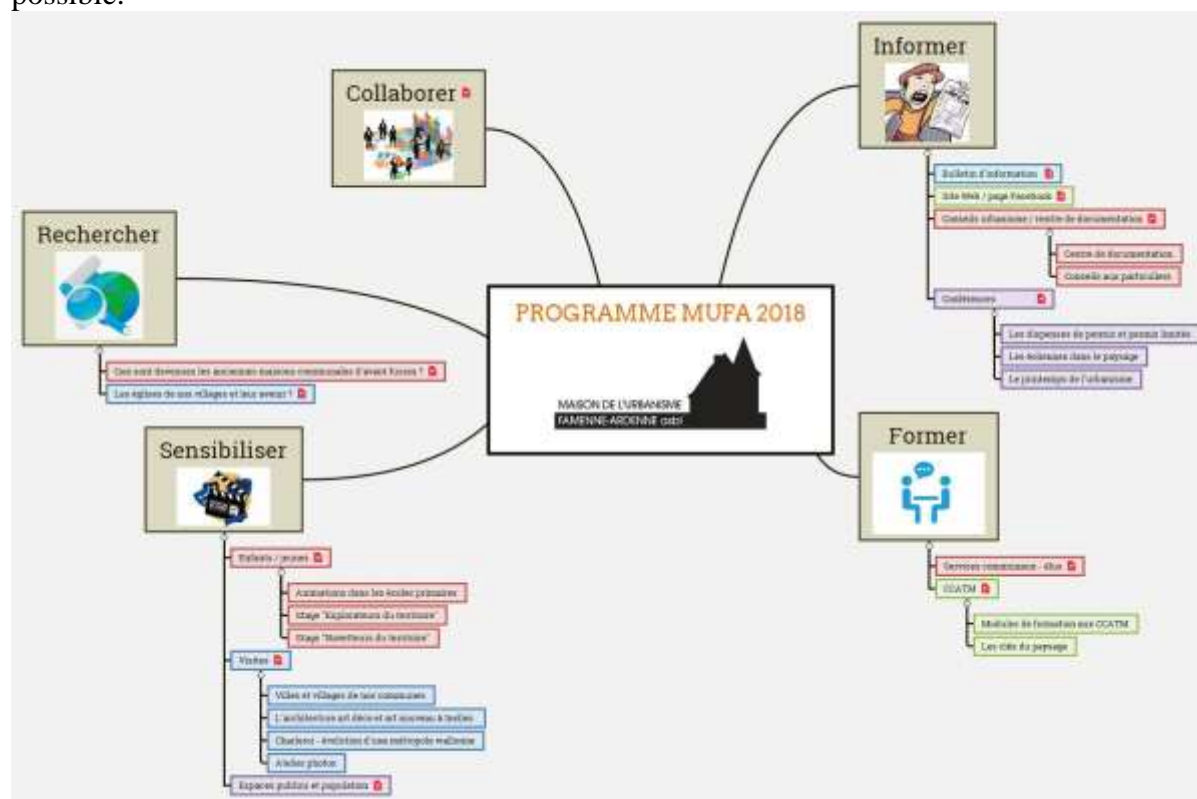 possible.
PROGRAMME MUFA 2018
MAISON DE L'URBANISME
FAMENNE-ARDENNE asbl
Collaborer
Informer
Bulletin d'information
Site Web / page Facebook
Conseils urbanisme / centre de documentation
Centre de documentation
Conseils aux particuliers
Conférences
Les dispenses de permis et permis limités
Les éoliennes dans le paysage
Le printemps de l'urbanisme
Rechercher
Que sont devenues les anciennes maisons communales d'avant fusion ?
Les églises de nos villages et leur avenir ?
Sensibiliser
Enfants / jeunes
Animations dans les écoles primaires
Stage "Explorateurs du territoire"
Stage "du territoire"
Visites
Villes et villages de nos communes
L'architecture art déco et art nouveau à
Charleroi - évolution d'une métropole wallonne
Atelier photos
Espaces publics et population
Former
Services communaux - élus
CCATM
Modules de formation aux CCATM
Les clés du paysage